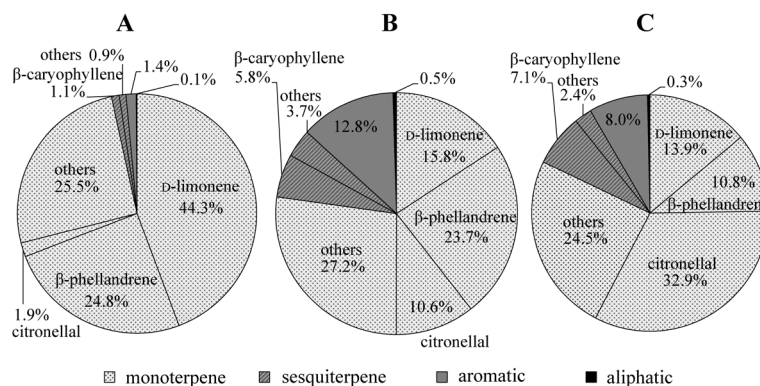 A
others 0.9%
β-caryophyllene
1.1%
1.4%
0.1%
D-limonene
44.3%
β-phellandrene
24.8%
1.9%
citronellal
others
25.5%
B
β-caryophyllene
5.8%
others
3.7%
12.8%
0.5%
D-limonene
15.8%
β-phellandrene
23.7%
10.6%
citronellal
others
27.2%
C
β-caryophyllene
7.1%
others
2.4%
8.0%
0.3%
D-limonene
13.9%
10.8%
β-phellandrene
citronellal
32.9%
others
24.5%
monoterpene sesquiterpene aromatic aliphatic